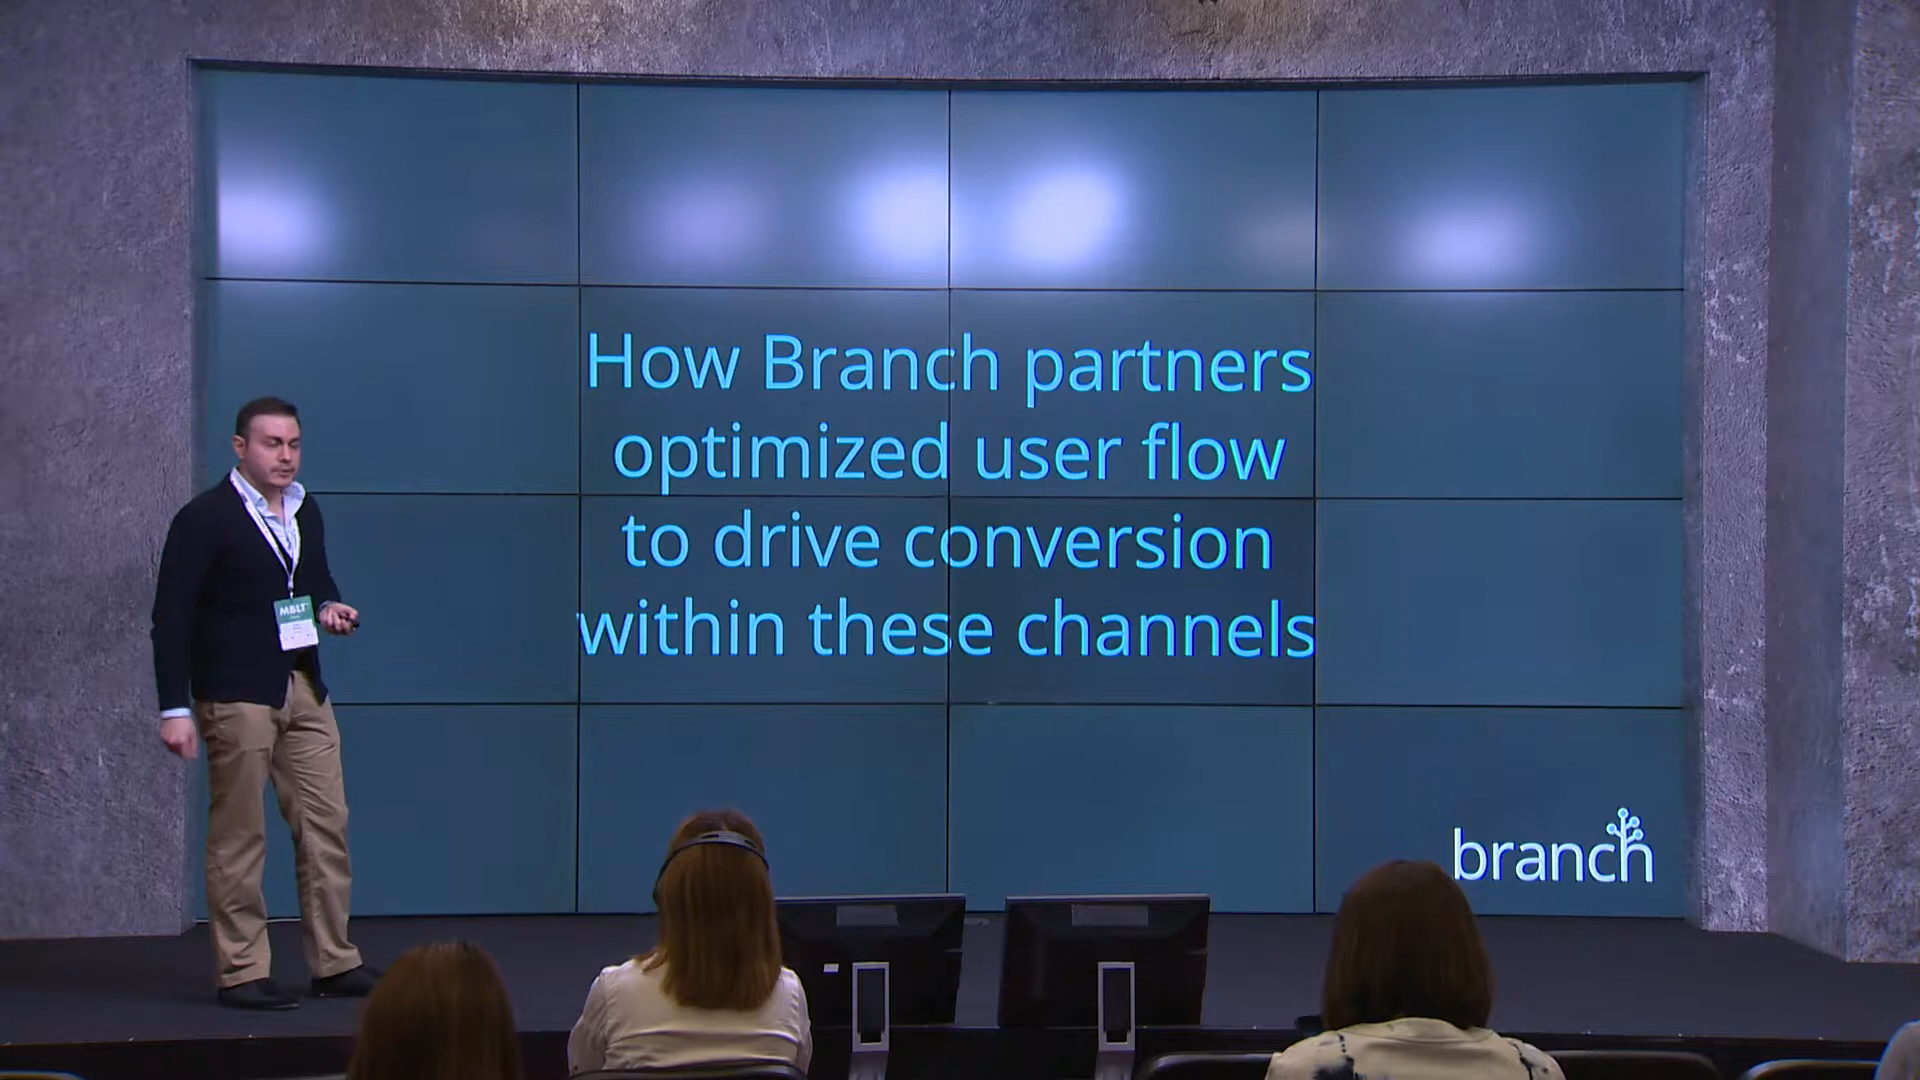 How Branch partners
optimized user flow
to drive conversion
within these channels
MBLT
branch